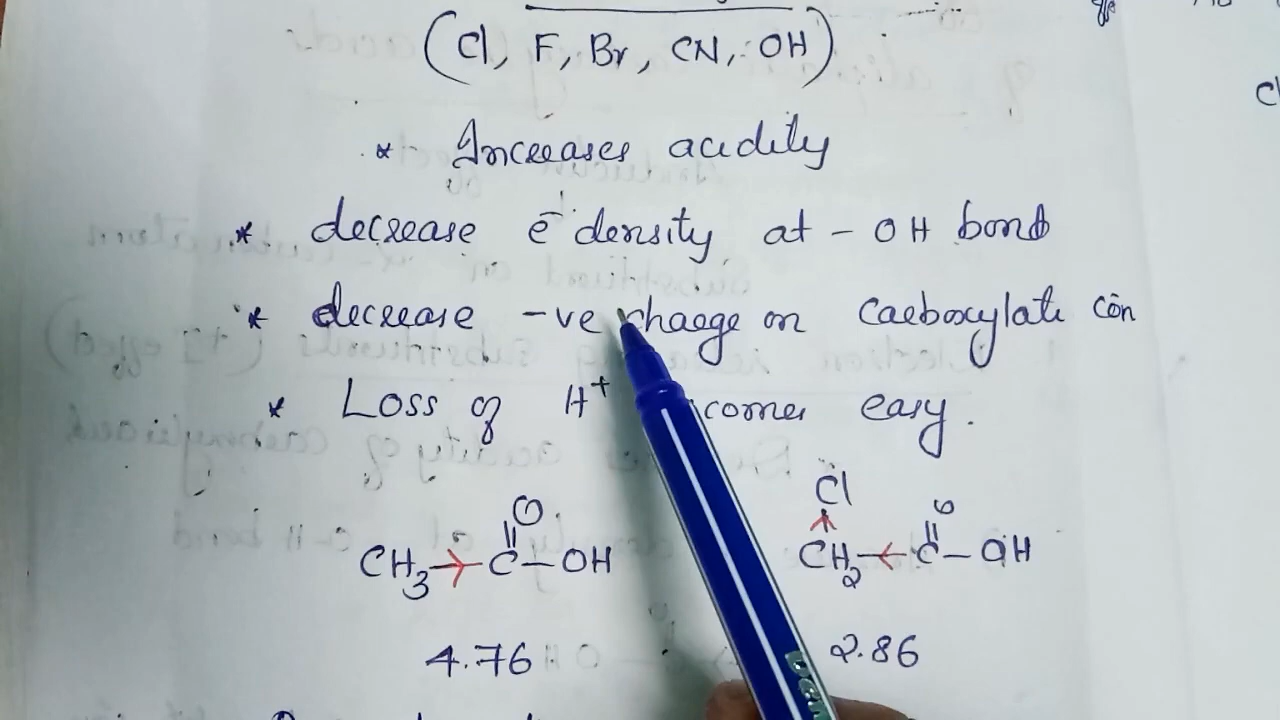 (Cl, F, Br, CN, OH)
* Increases acidity
* decrease e⁻ density at - OH bond
* decrease -ve charge on Carboxylate ion
* Loss of H⁺ comes easy.
CH₃ → C(=O) - OH
Cl
CH₂ ← C(=O) - OH
4.76 2.86